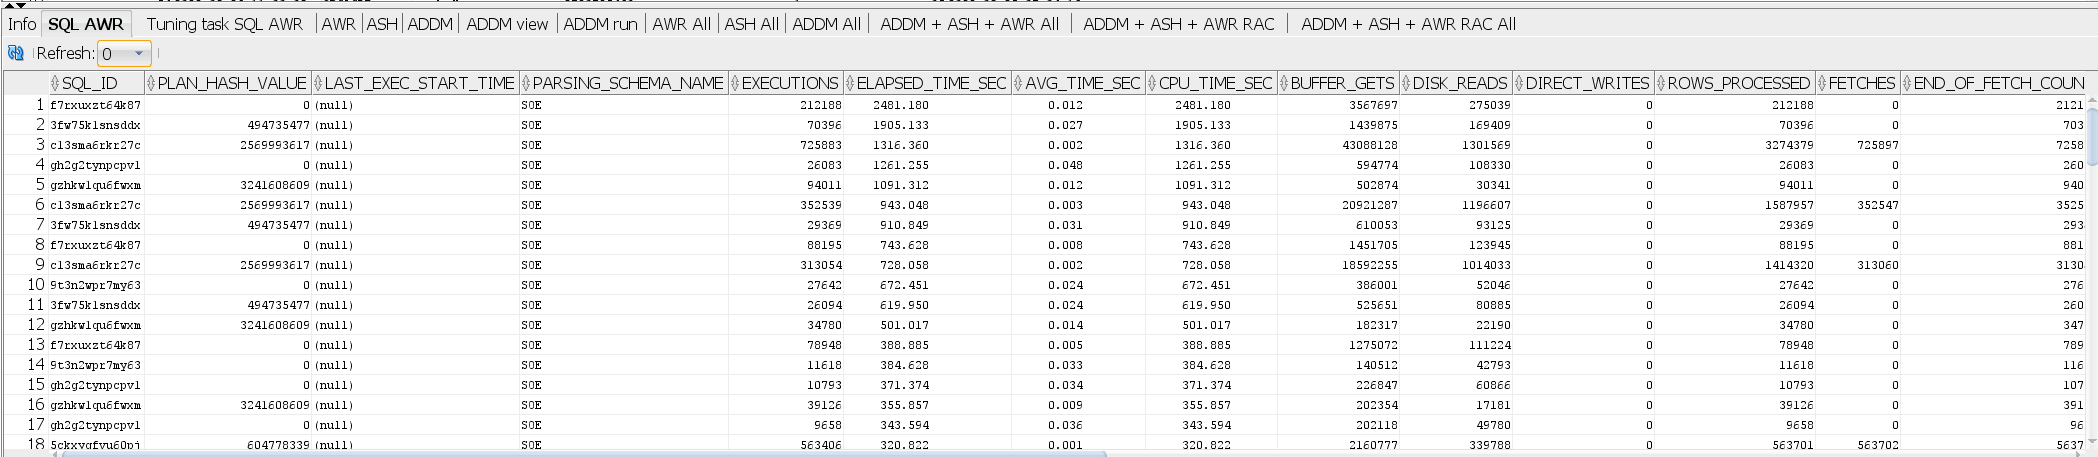 Info SQL AWR Tuning task SQL AWR AWR ASH ADDM ADDM view ADDM run AWR All ASH All ADDM All ADDM + ASH + AWR All ADDM + ASH + AWR RAC ADDM + ASH + AWR RAC All
Refresh: 0
SQL_ID PLAN_HASH_VALUE LAST_EXEC_START_TIME PARSING_SCHEMA_NAME EXECUTIONS ELAPSED_TIME_SEC AVG_TIME_SEC CPU_TIME_SEC BUFFER_GETS DISK_READS DIRECT_WRITES ROWS_PROCESSED FETCHES END_OF_FETCH_COUN
1 f7rxuxzt64k87 0 (null) SOE 212188 2481.180 0.012 2481.180 3567697 275039 0 212188 0 2121
2 3fw75k1snsddx 494735477 (null) SOE 70396 1905.133 0.027 1905.133 1439875 169409 0 70396 0 703
3 c13sma6rkr27c 2569993617 (null) SOE 725883 1316.360 0.002 1316.360 43088128 1301569 0 3274379 725897 7258
4 gh2g2tynpcpv1 0 (null) SOE 26083 1261.255 0.048 1261.255 594774 108330 0 26083 0 260
5 gzhkw1qu6fwxm 3241608609 (null) SOE 94011 1091.312 0.012 1091.312 502874 30341 0 94011 0 940
6 c13sma6rkr27c 2569993617 (null) SOE 352539 943.048 0.003 943.048 20921287 1196607 0 1587957 352547 3525
7 3fw75k1snsddx 494735477 (null) SOE 29369 910.849 0.031 910.849 610053 93125 0 29369 0 293
8 f7rxuxzt64k87 0 (null) SOE 88195 743.628 0.008 743.628 1451705 123945 0 88195 0 881
9 c13sma6rkr27c 2569993617 (null) SOE 313054 728.058 0.002 728.058 18592255 1014033 0 1414320 313060 3130
10 9t3n2wpr7my63 0 (null) SOE 27642 672.451 0.024 672.451 386001 52046 0 27642 0 276
11 3fw75k1snsddx 494735477 (null) SOE 26094 619.950 0.024 619.950 525651 80885 0 26094 0 260
12 gzhkw1qu6fwxm 3241608609 (null) SOE 34780 501.017 0.014 501.017 182317 22190 0 34780 0 347
13 f7rxuxzt64k87 0 (null) SOE 78948 388.885 0.005 388.885 1275072 111224 0 78948 0 789
14 9t3n2wpr7my63 0 (null) SOE 11618 384.628 0.033 384.628 140512 42793 0 11618 0 116
15 gh2g2tynpcpv1 0 (null) SOE 10793 371.374 0.034 371.374 226847 60866 0 10793 0 107
16 gzhkw1qu6fwxm 3241608609 (null) SOE 39126 355.857 0.009 355.857 202354 17181 0 39126 0 391
17 gh2g2tynpcpv1 0 (null) SOE 9658 343.594 0.036 343.594 202118 49780 0 9658 0 96
18 5ckxvqfvu60pj 604778339 (null) SOE 563406 320.822 0.001 320.822 2160777 339788 0 563701 563702 5637